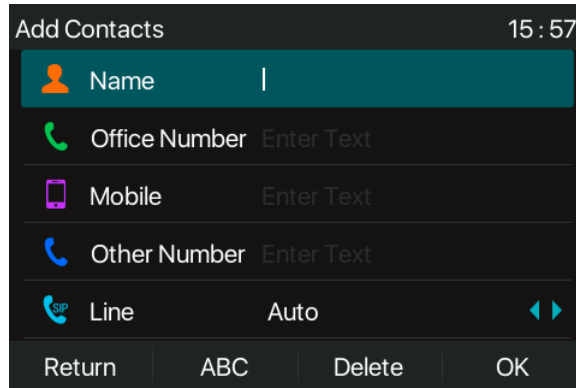 Add Contacts 15:57
Name
Office Number Enter Text
Mobile Enter Text
Other Number Enter Text
SIP Line Auto
Return ABC Delete OK